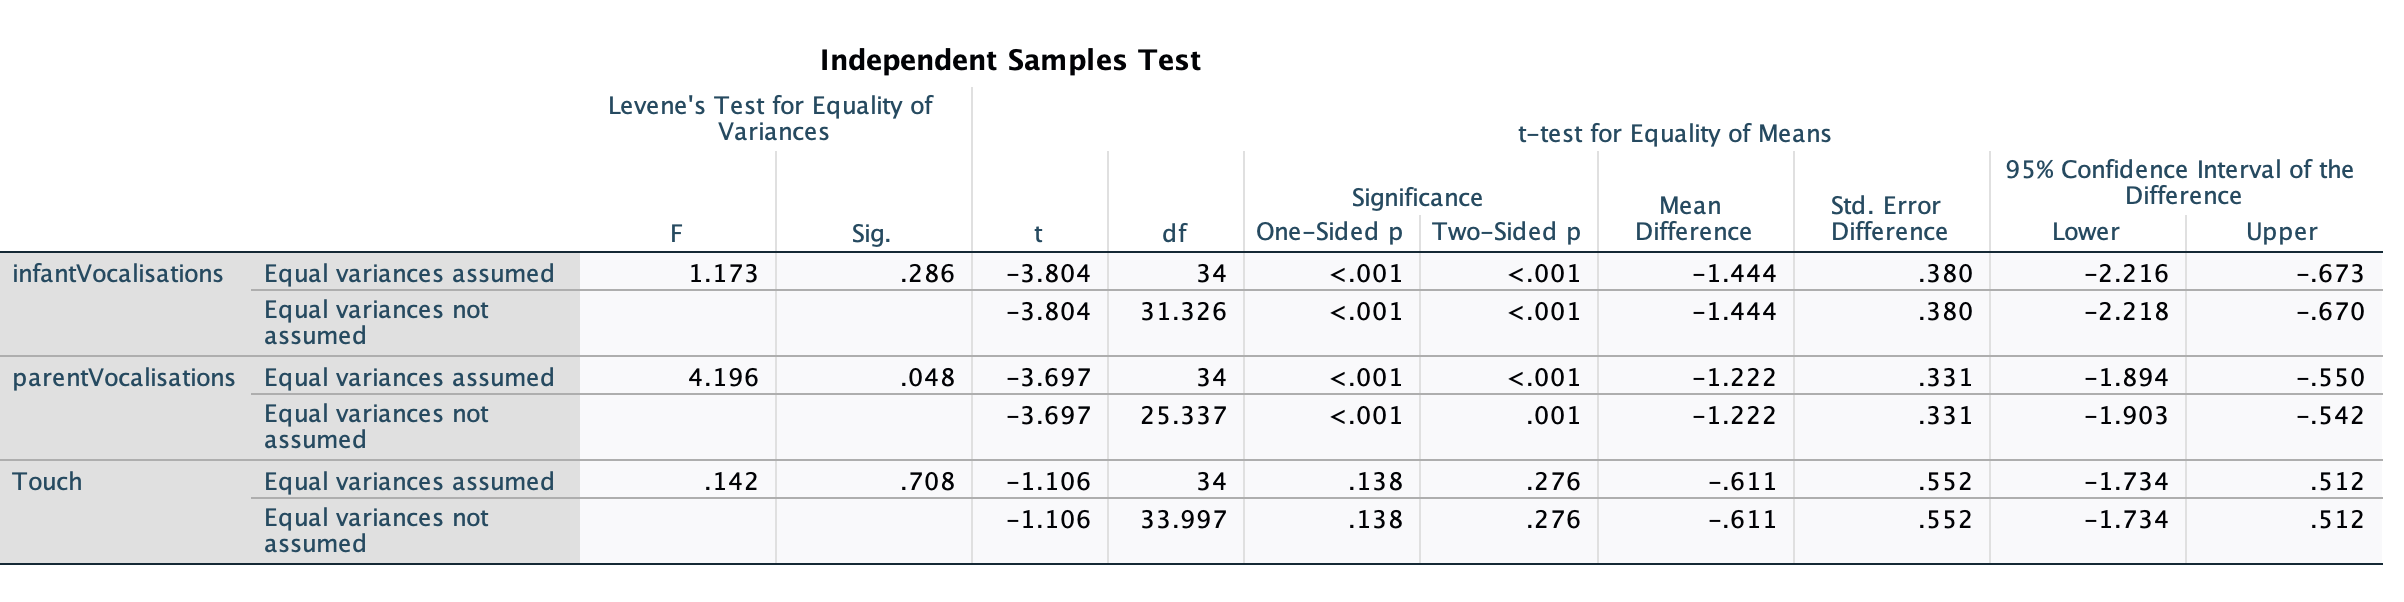 Independent Samples Test
Levene's Test for Equality of
Variances
t-test for Equality of Means
F
Sig.
t
df
Significance
One-Sided p
Two-Sided p
Mean
Difference
Std. Error
Difference
95% Confidence Interval of the
Difference
Lower
Upper
infantVocalisations Equal variances assumed 1.173 .286 -3.804 34 <.001 <.001 -1.444 .380 -2.216 -.673
Equal variances not
assumed
-3.804 31.326 <.001 <.001 -1.444 .380 -2.218 -.670
parentVocalisations Equal variances assumed 4.196 .048 -3.697 34 <.001 <.001 -1.222 .331 -1.894 -.550
Equal variances not
assumed
-3.697 25.337 <.001 .001 -1.222 .331 -1.903 -.542
Touch Equal variances assumed .142 .708 -1.106 34 .138 .276 -.611 .552 -1.734 .512
Equal variances not
assumed
-1.106 33.997 .138 .276 -.611 .552 -1.734 .512